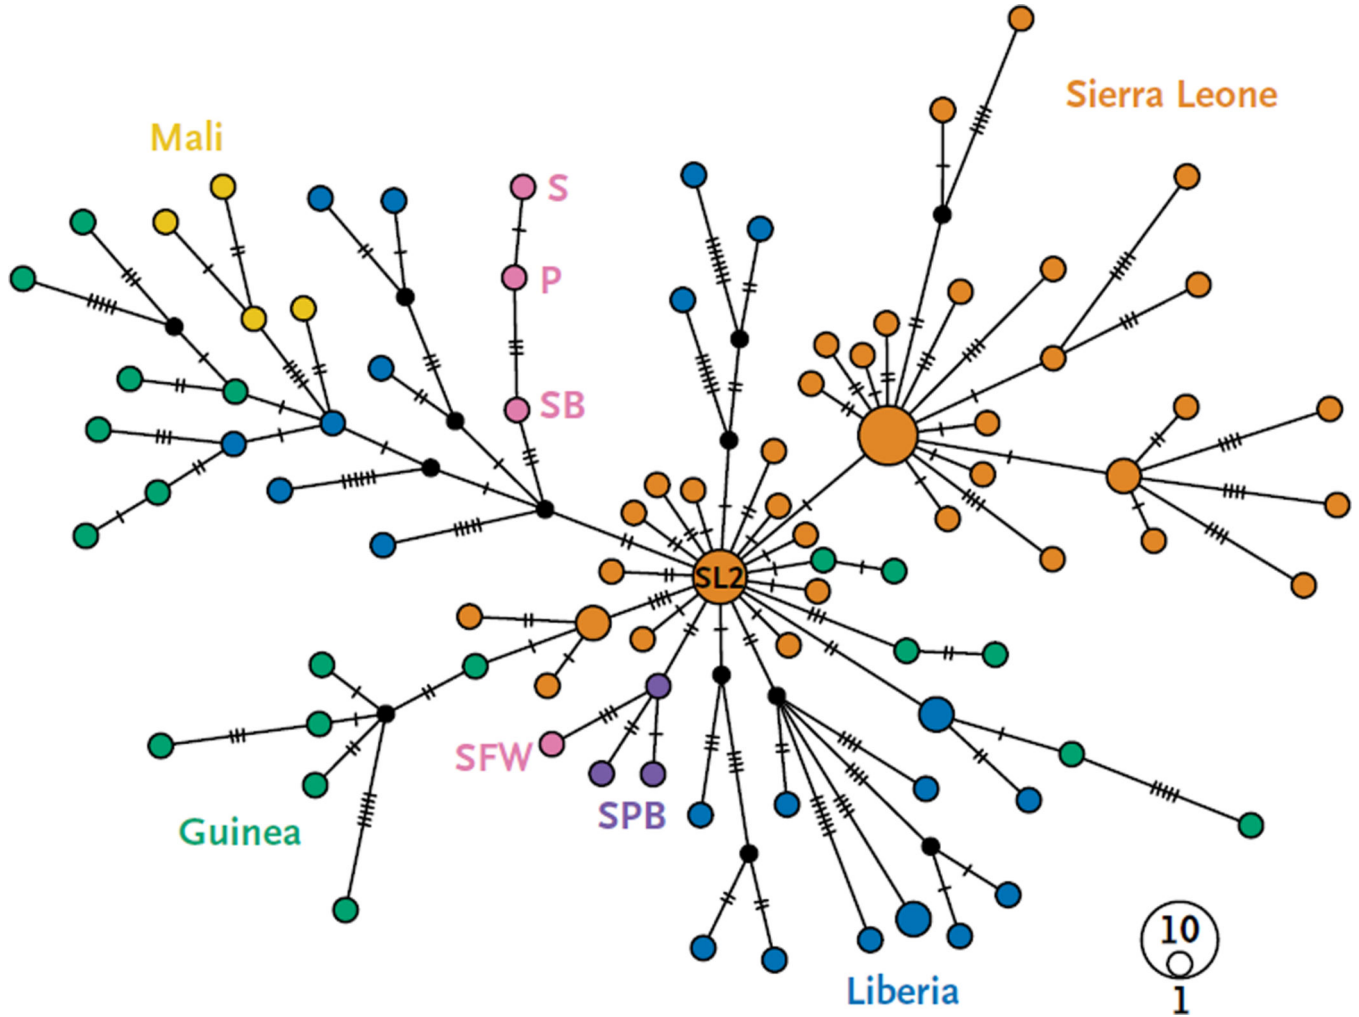 Sierra Leone
Mali
S
P
SB
SL2
SFW
SPB
Guinea
10
1
Liberia